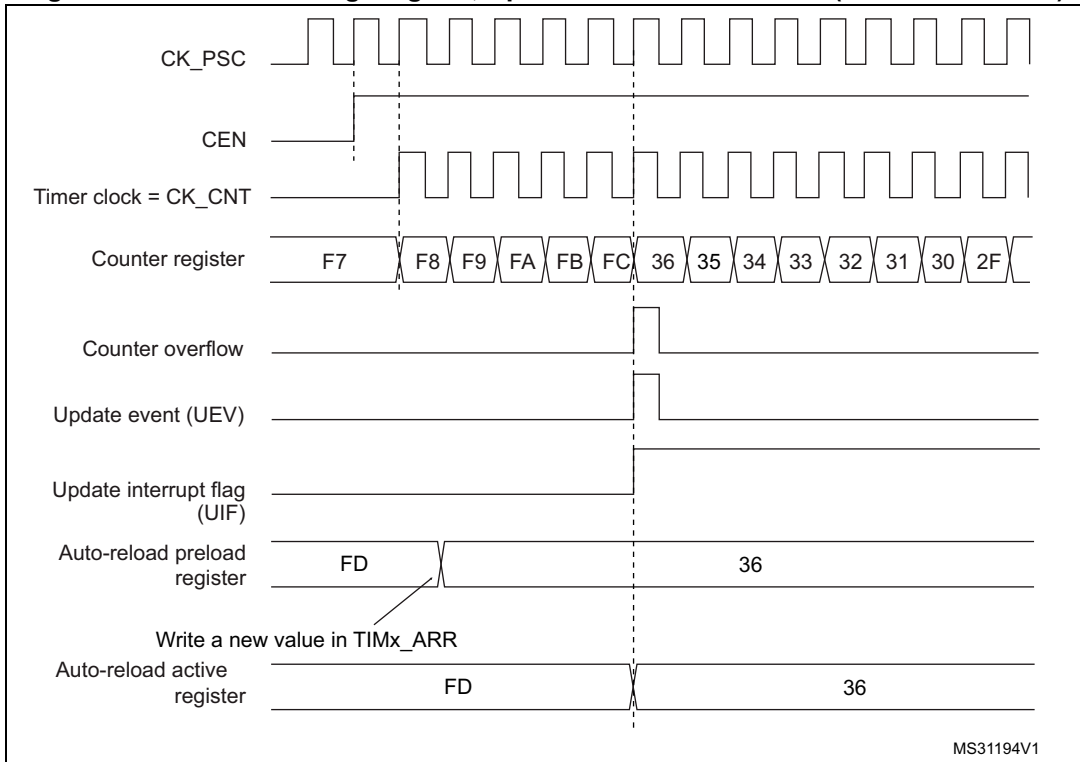 CK_PSC
CEN
Timer clock = CK_CNT
Counter register F7 F8 F9 FA FB FC 36 35 34 33 32 31 30 2F
Counter overflow
Update event (UEV)
Update interrupt flag
(UIF)
Auto-reload preload
register
FD 36
Write a new value in TIMx_ARR
Auto-reload active
register
FD 36
MS31194V1